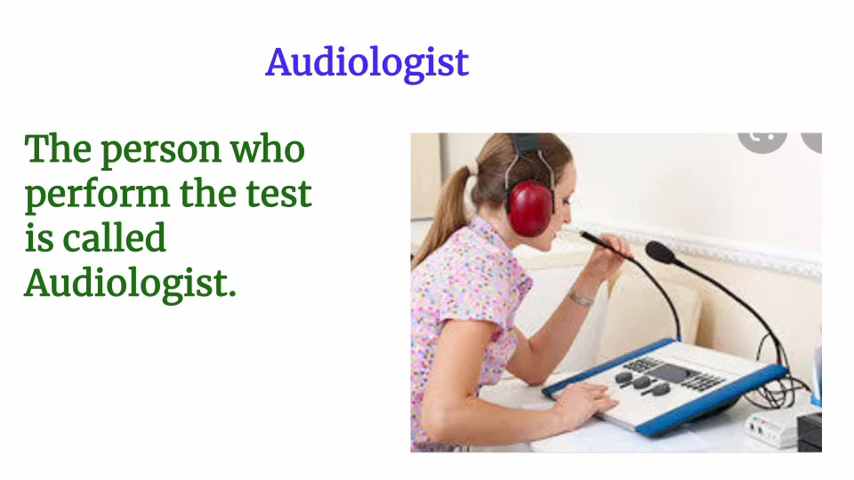 Audiologist
The person who
perform the test
is called
Audiologist.